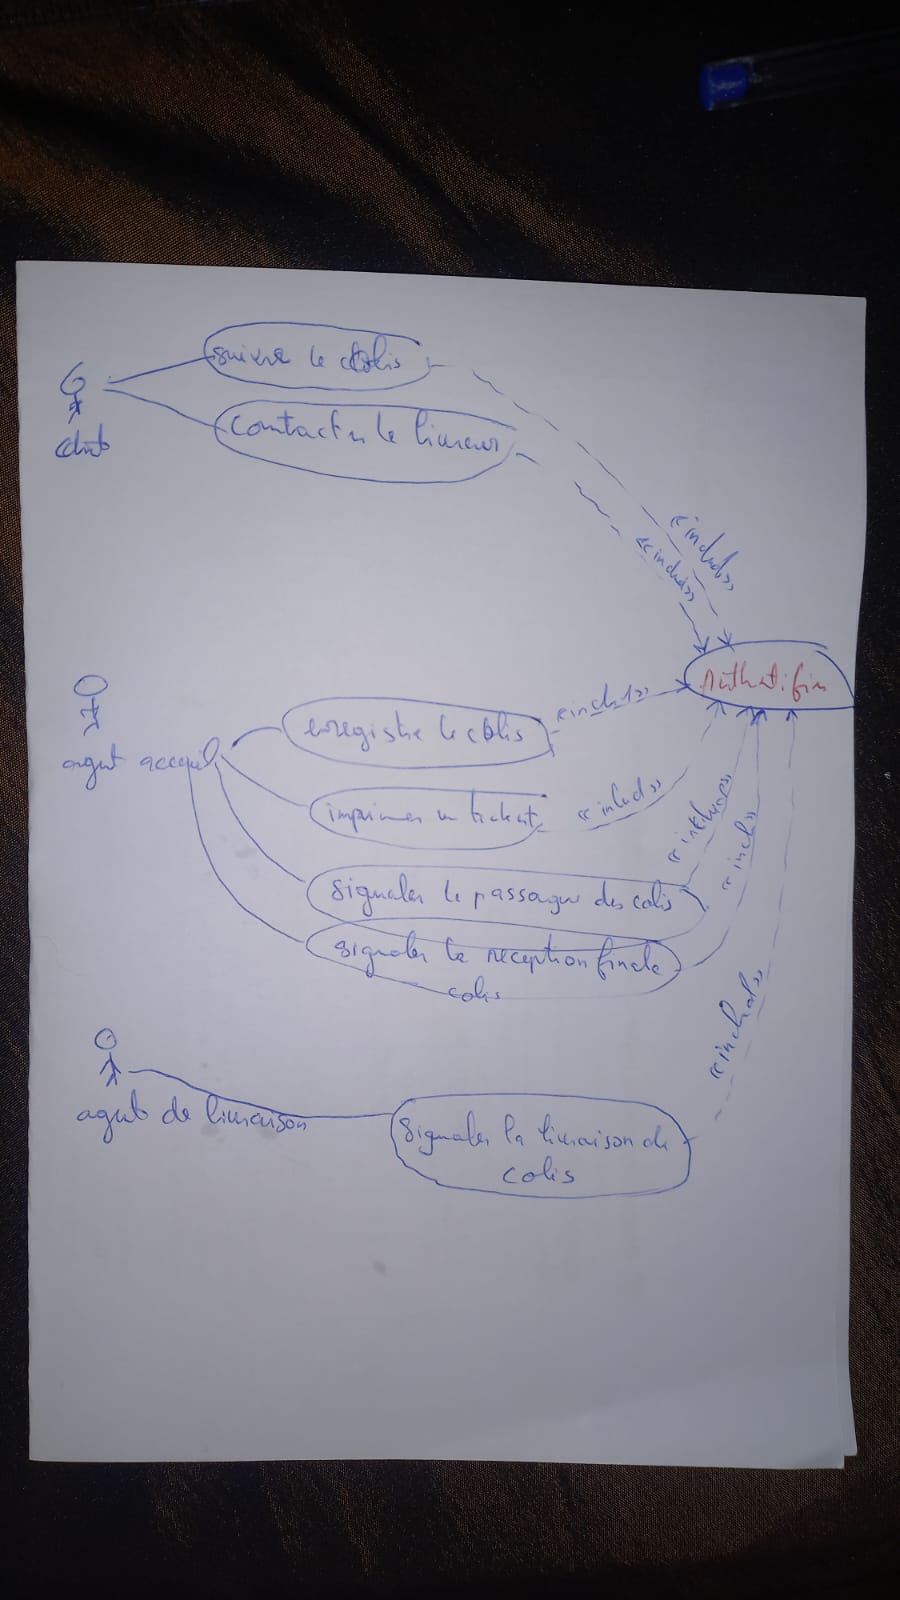 suivre le colis
contacter le livreur
client
«include»
«include»
Authentifier
enregistre le colis
«include»
agent accueil
imprimer un ticket
«include»
signaler le passage des colis
«include»
«include»
signaler la reception finale
colis
«include»
agent de livraison
signaler la livraison de
colis